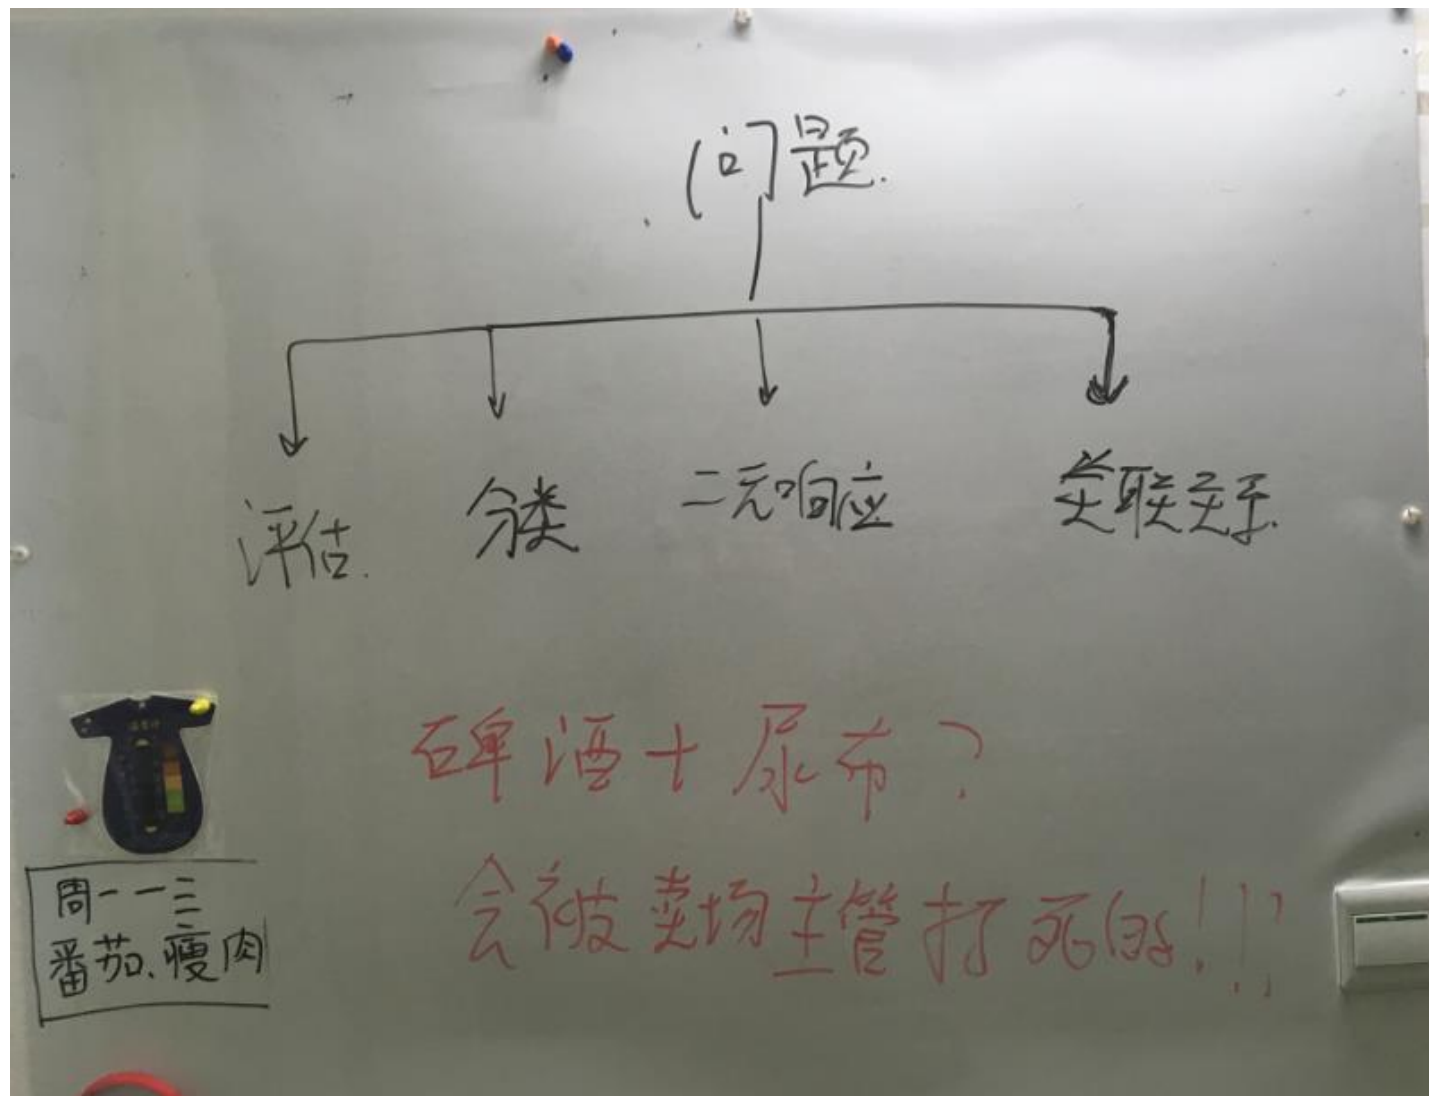 问题.
评估. 分类 二元响应 关联关系.
碑酒+尿布?
会被卖场主管打死的!!!
周一一三
番茄、瘦肉